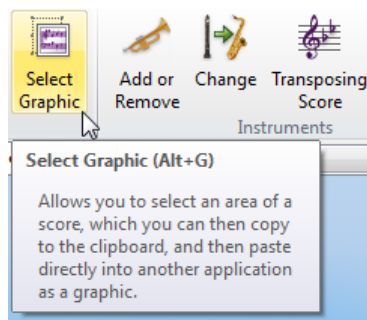 Select
Graphic
Add or
Remove
Change
Transposing
Score
Instruments
Select Graphic (Alt+G)
Allows you to select an area of a
score, which you can then copy
to the clipboard, and then paste
directly into another application
as a graphic.